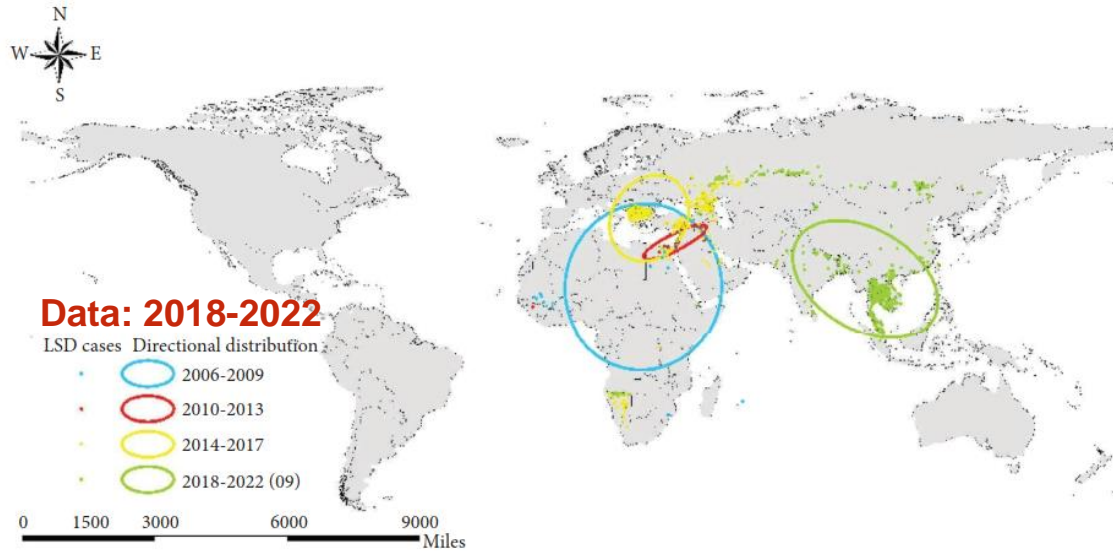 N
W E
S
Data: 2018-2022
LSD cases Directional distribution
2006-2009
2010-2013
2014-2017
2018-2022 (09)
0 1500 3000 6000 9000
Miles